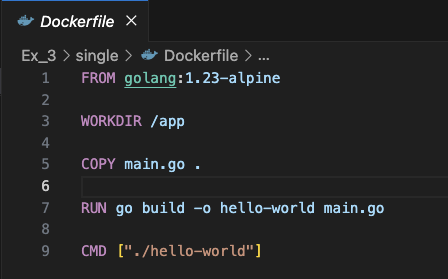 Dockerfile ×
Ex_3 > single > Dockerfile > ...
1 FROM golang:1.23-alpine
2
3 WORKDIR /app
4
5 COPY main.go .
6
7 RUN go build -o hello-world main.go
8
9 CMD ["./hello-world"]